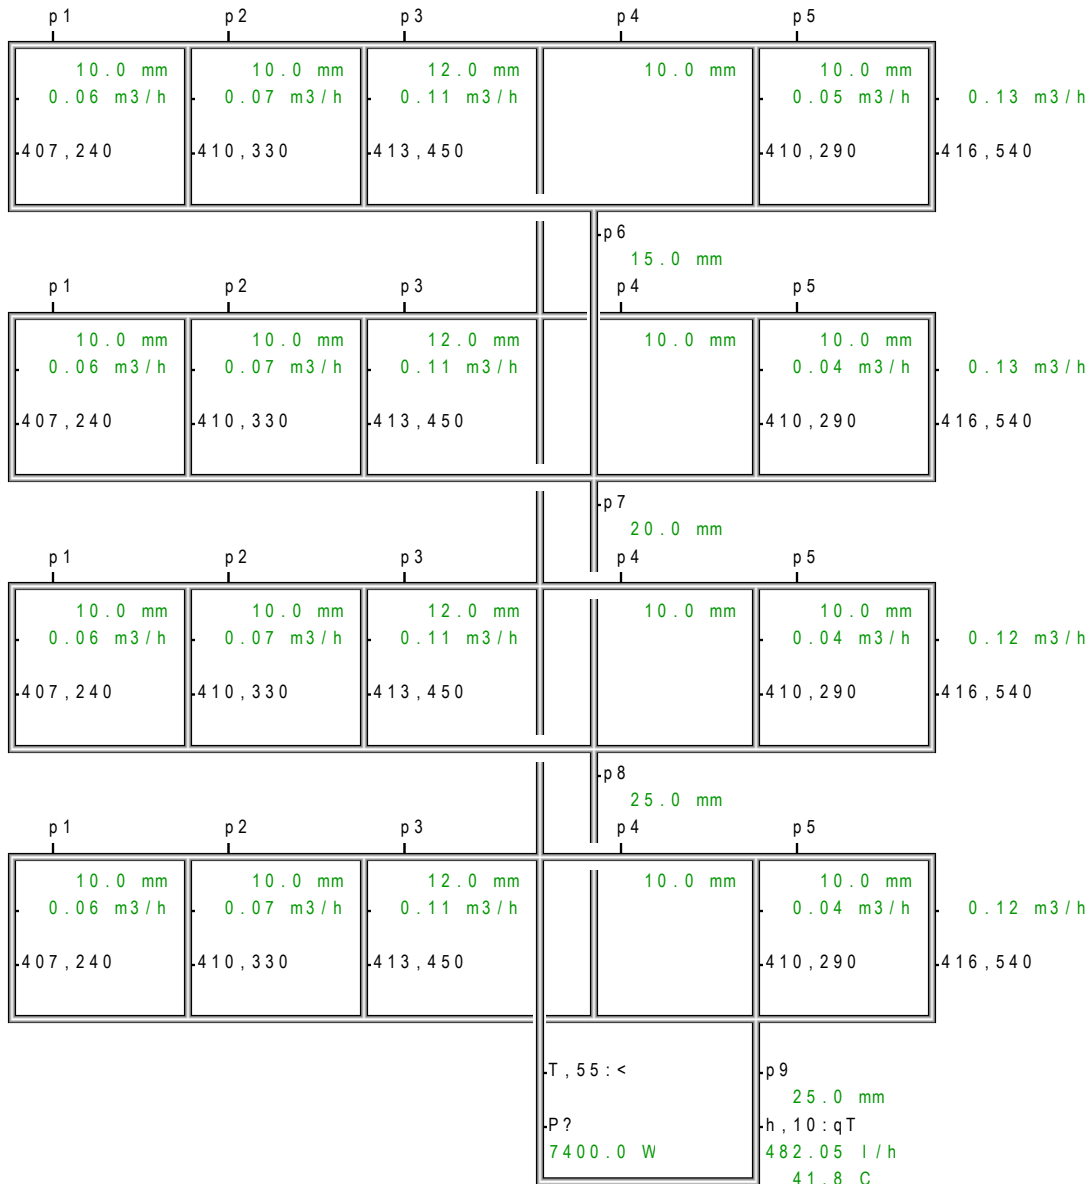 p1 p2 p3 p4 p5
10.0 mm 10.0 mm 12.0 mm 10.0 mm 10.0 mm
0.06 m3/h 0.07 m3/h 0.11 m3/h 0.05 m3/h 0.13 m3/h
407,240 410,330 413,450 410,290 416,540
p6
15.0 mm
p1 p2 p3 p4 p5
10.0 mm 10.0 mm 12.0 mm 10.0 mm 10.0 mm
0.06 m3/h 0.07 m3/h 0.11 m3/h 0.04 m3/h 0.13 m3/h
407,240 410,330 413,450 410,290 416,540
p7
20.0 mm
p1 p2 p3 p4 p5
10.0 mm 10.0 mm 12.0 mm 10.0 mm 10.0 mm
0.06 m3/h 0.07 m3/h 0.11 m3/h 0.04 m3/h 0.12 m3/h
407,240 410,330 413,450 410,290 416,540
p8
25.0 mm
p1 p2 p3 p4 p5
10.0 mm 10.0 mm 12.0 mm 10.0 mm 10.0 mm
0.06 m3/h 0.07 m3/h 0.11 m3/h 0.04 m3/h 0.12 m3/h
407,240 410,330 413,450 410,290 416,540
T,55:< p9
25.0 mm
P? h,10:qT
7400.0 W 482.05 l/h
41.8 C